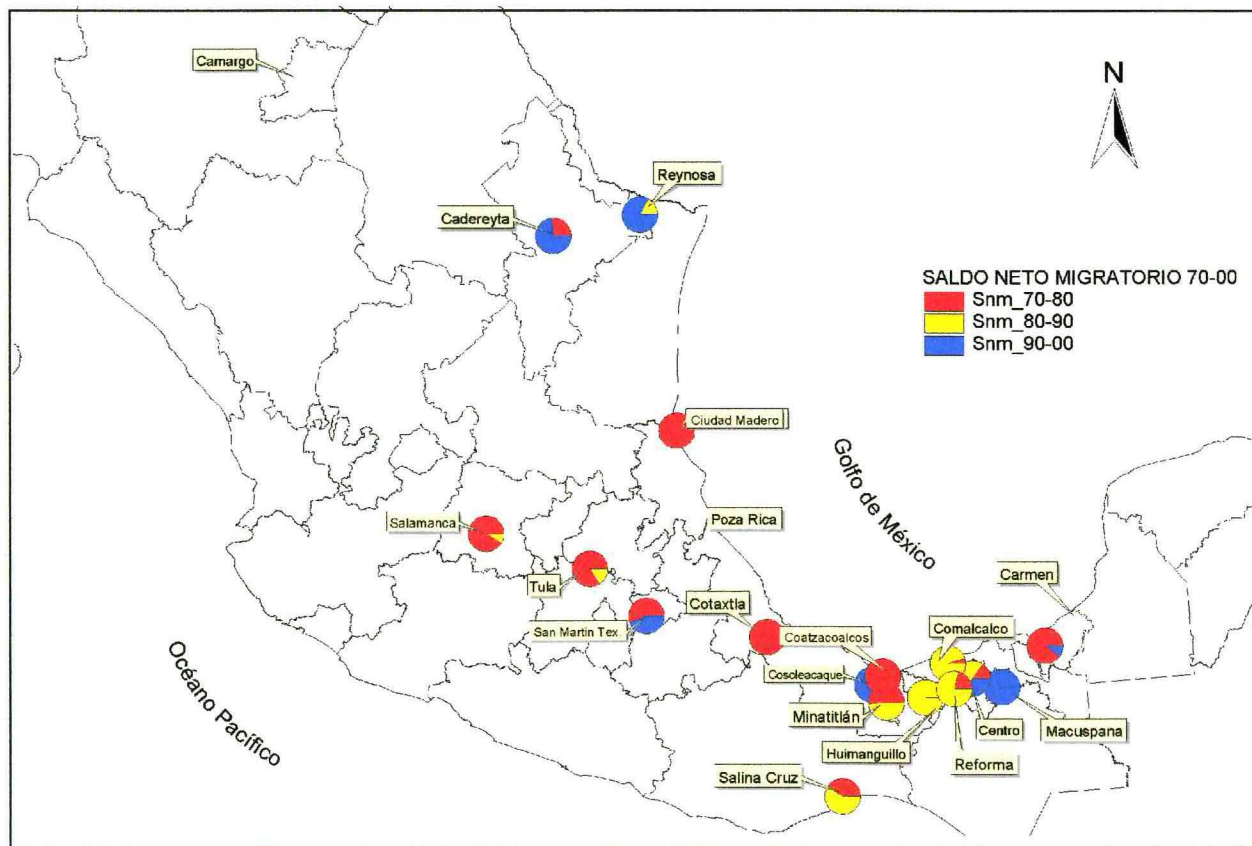 Camargo
N
Reynosa
Cadereyta
SALDO NETO MIGRATORIO 70-00
Snm_70-80
Snm_80-90
Snm_90-00
Ciudad Madero
Golfo de México
Salamanca
Poza Rica
Tula
Carmen
San Martin Tex.
Cotaxtla
Comalcalco
Coatzacoalcos
Océano Pacífico
Cosoleacaque
Minatitlán
Centro
Macuspana
Huimanguillo
Reforma
Salina Cruz